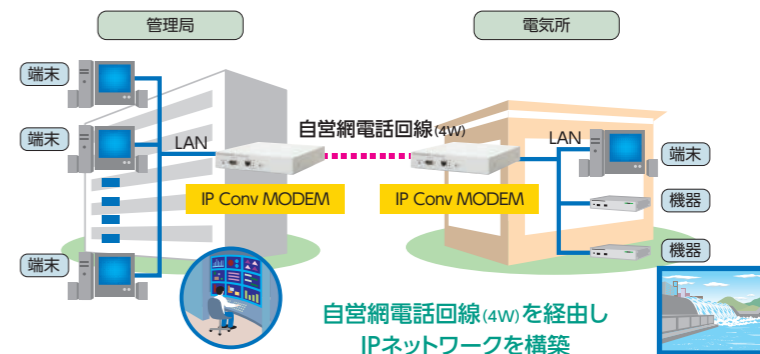 管理局
電気所
端末
端末
端末
LAN
IP Conv MODEM
自営網電話回線(4W)
IP Conv MODEM
LAN
端末
機器
機器
自営網電話回線(4W)を経由し
IPネットワークを構築